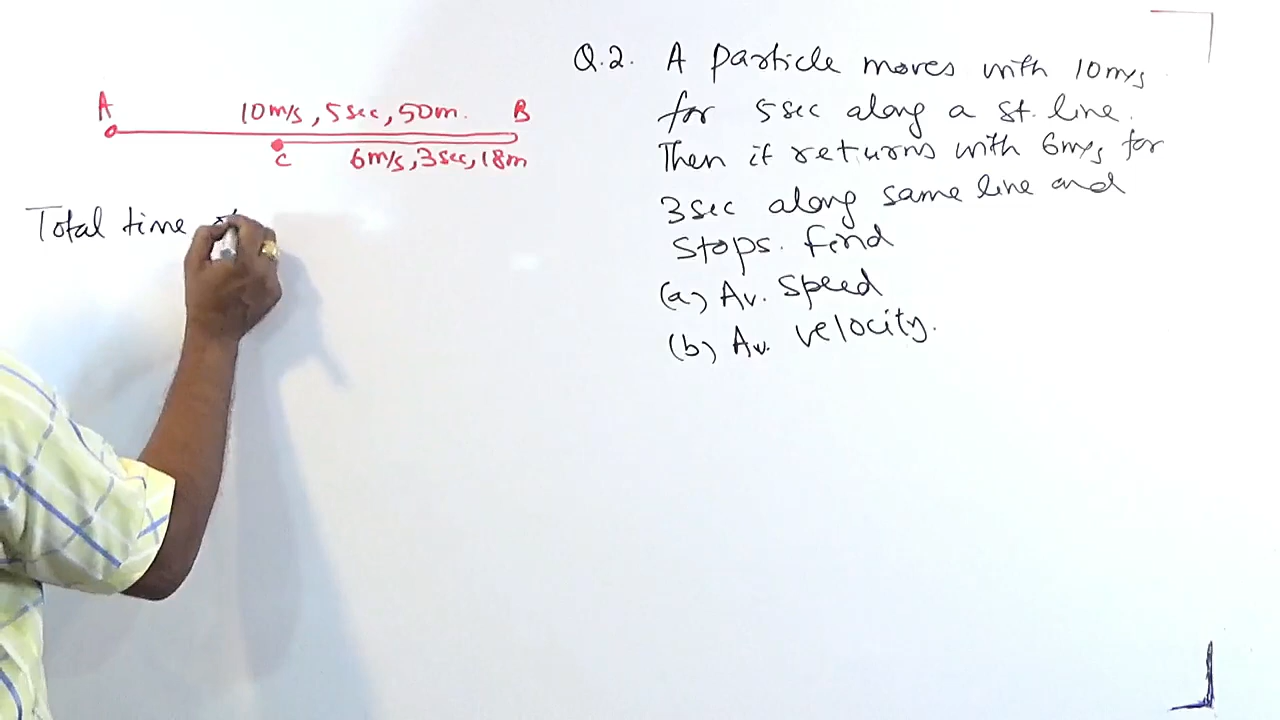 A
10m/s, 5sec, 50m.
B
C
6m/s, 3sec, 18m
Total time
Q.2. A particle moves with 10m/s
for 5sec along a st. line.
Then it returns with 6m/s for
3sec along same line and
stops. find
(a) Av. speed
(b) Av. velocity.